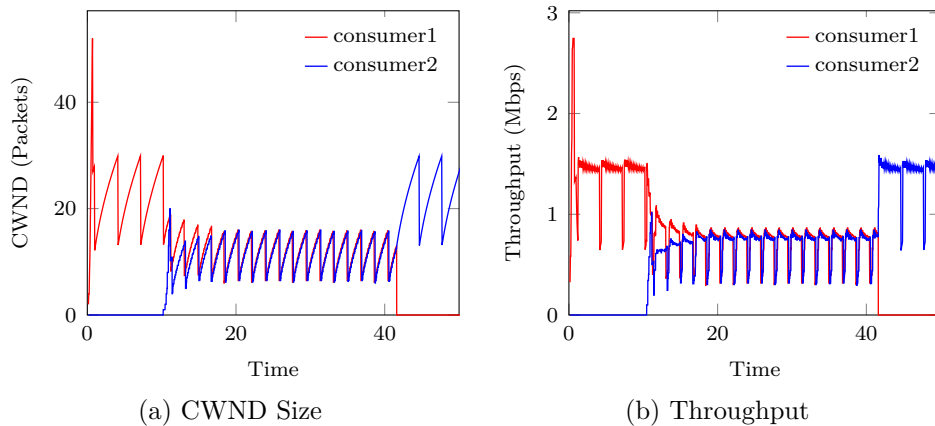 consumer1
consumer2
CWND (Packets)
40
20
0
0
20
40
Time
(a) CWND Size
consumer1
consumer2
Throughput (Mbps)
3
2
1
0
0
20
40
Time
(b) Throughput